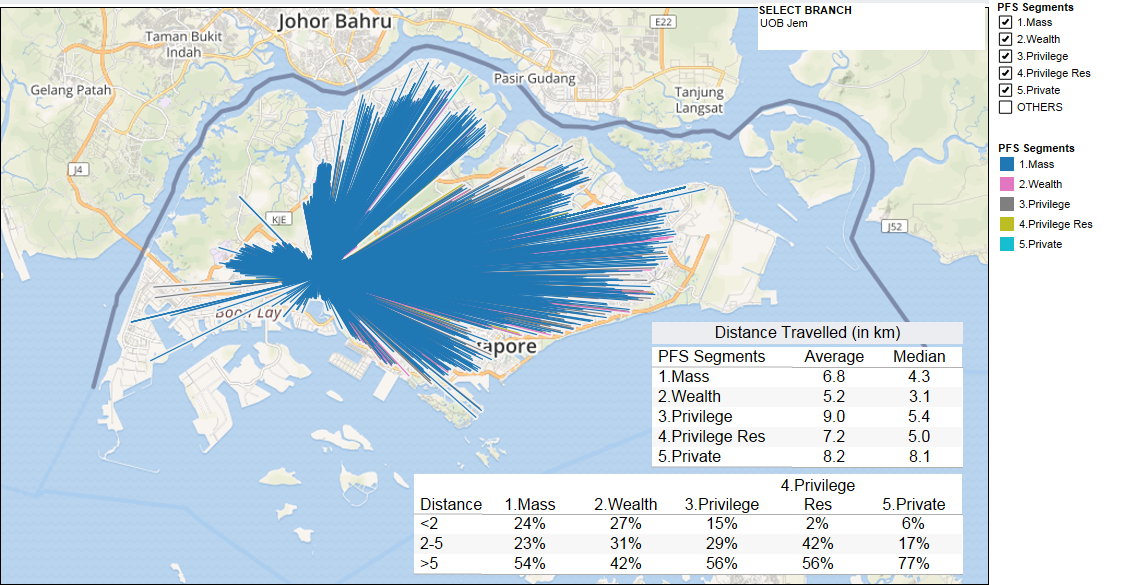 Johor Bahru
Taman Bukit
Indah
Gelang Patah
Pasir Gudang
Tanjung
Langsat
E22
J4
KJE
J52
Boon Lay
apore
SELECT BRANCH
UOB Jem
PFS Segments
1.Mass
2.Wealth
3.Privilege
4.Privilege Res
5.Private
OTHERS
PFS Segments
1.Mass
2.Wealth
3.Privilege
4.Privilege Res
5.Private
Distance Travelled (in km)
PFS Segments Average Median
1.Mass 6.8 4.3
2.Wealth 5.2 3.1
3.Privilege 9.0 5.4
4.Privilege Res 7.2 5.0
5.Private 8.2 8.1
4.Privilege
Distance 1.Mass 2.Wealth 3.Privilege Res 5.Private
<2 24% 27% 15% 2% 6%
2-5 23% 31% 29% 42% 17%
>5 54% 42% 56% 56% 77%